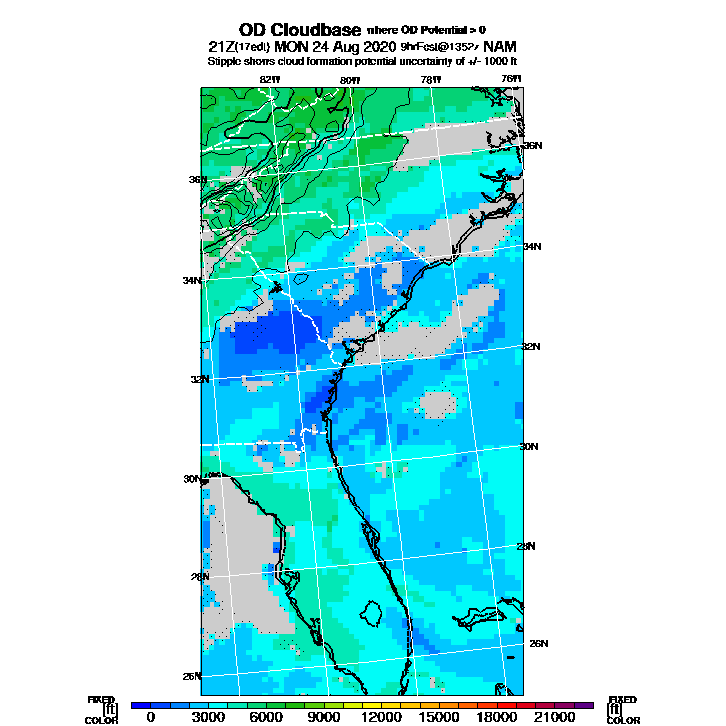 OD Cloudbase where OD Potential > 0
21Z(17edt) MON 24 Aug 2020 9hrFcst@1352z NAM
Stipple shows cloud formation potential uncertainty of +/- 1000 ft
82W 80W 78W 76W
36N
36N
34N
34N
32N
32N
30N
30N
28N
28N
26N
26N
FIXED FIXED
[ft] [ft]
COLOR 0 3000 6000 9000 12000 15000 18000 21000 COLOR